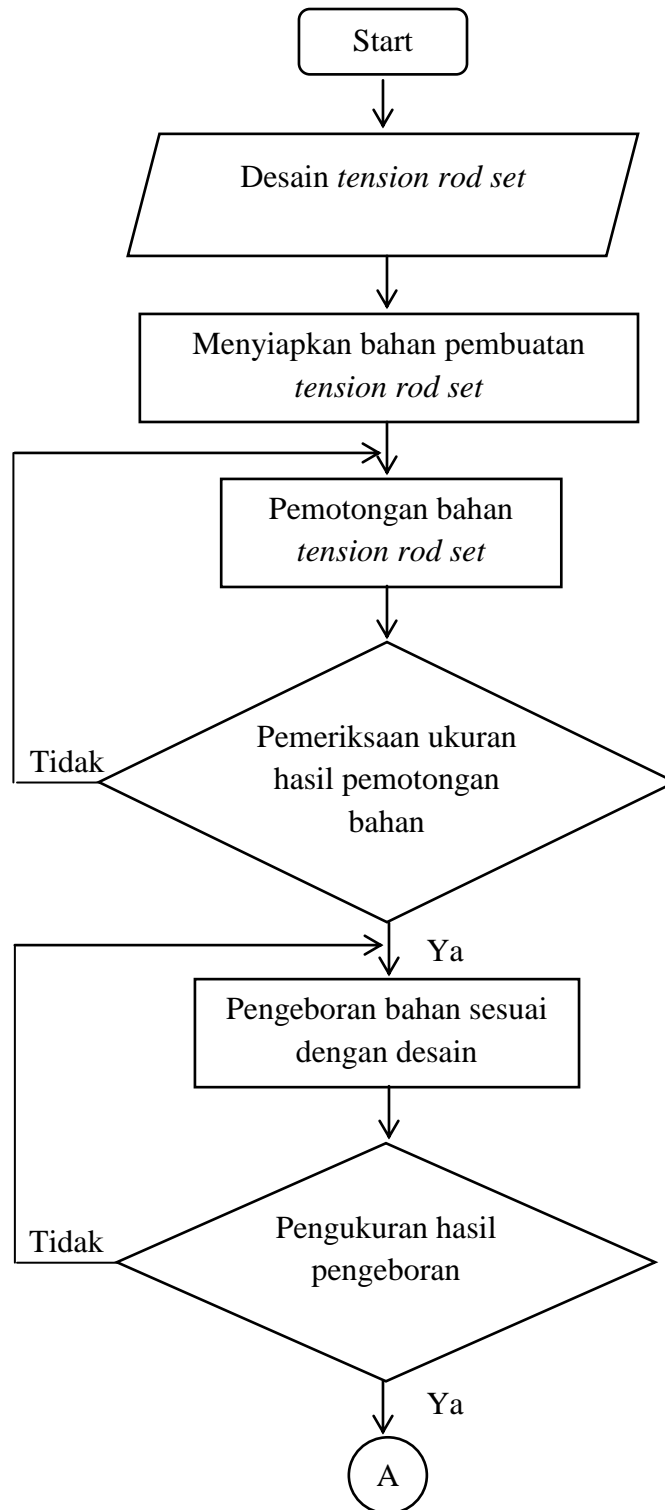 Start
Desain tension rod set
Menyiapkan bahan pembuatan
tension rod set
Pemotongan bahan
tension rod set
Pemeriksaan ukuran
hasil pemotongan
bahan
Tidak
Ya
Pengeboran bahan sesuai
dengan desain
Pengukuran hasil
pengeboran
Tidak
Ya
A